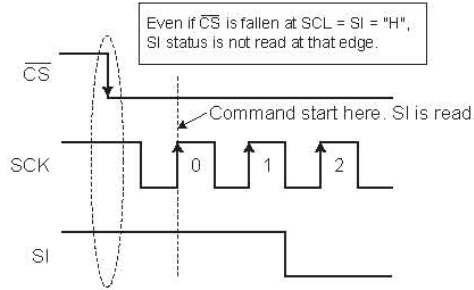 Even if CS is fallen at SCL = SI = "H",
SI status is not read at that edge.
CS
Command start here. SI is read
SCK
0
1
2
SI